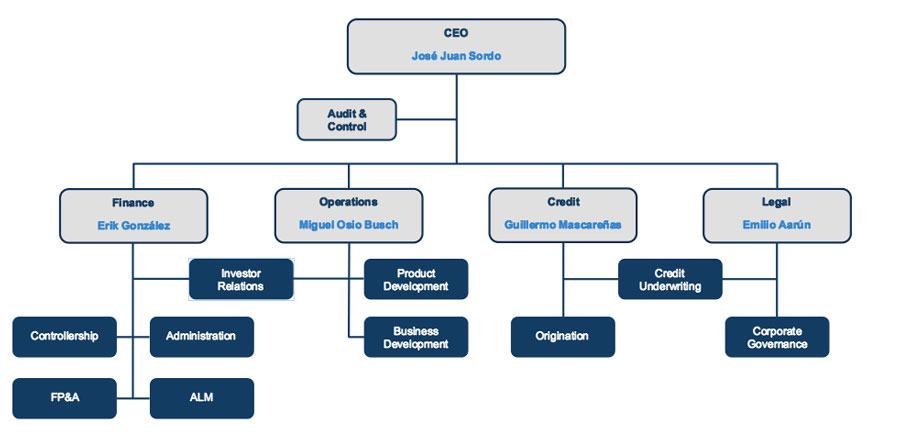 CEO
José Juan Sordo
Audit &
Control
Finance
Erik González
Operations
Miguel Osio Busch
Credit
Guillermo Mascareñas
Legal
Emilio Aarún
Investor
Relations
Product
Development
Credit
Underwriting
Controllership
Administration
Business
Development
Origination
Corporate
Governance
FP&A
ALM